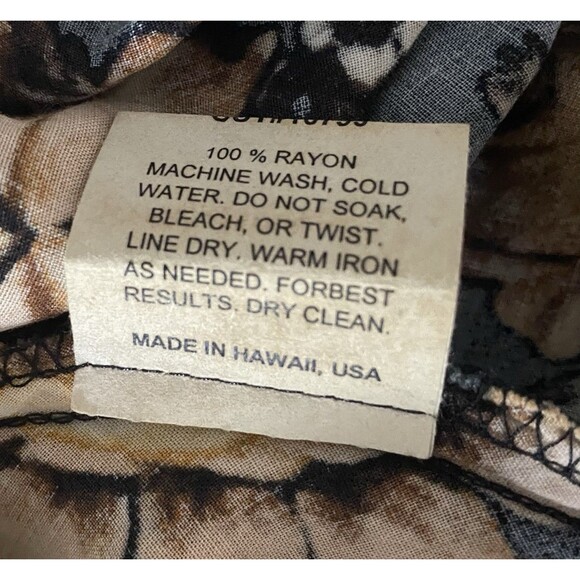 100 % RAYON
MACHINE WASH, COLD
WATER. DO NOT SOAK,
BLEACH, OR TWIST.
LINE DRY. WARM IRON
AS NEEDED. FORBEST
RESULTS, DRY CLEAN.
MADE IN HAWAII, USA